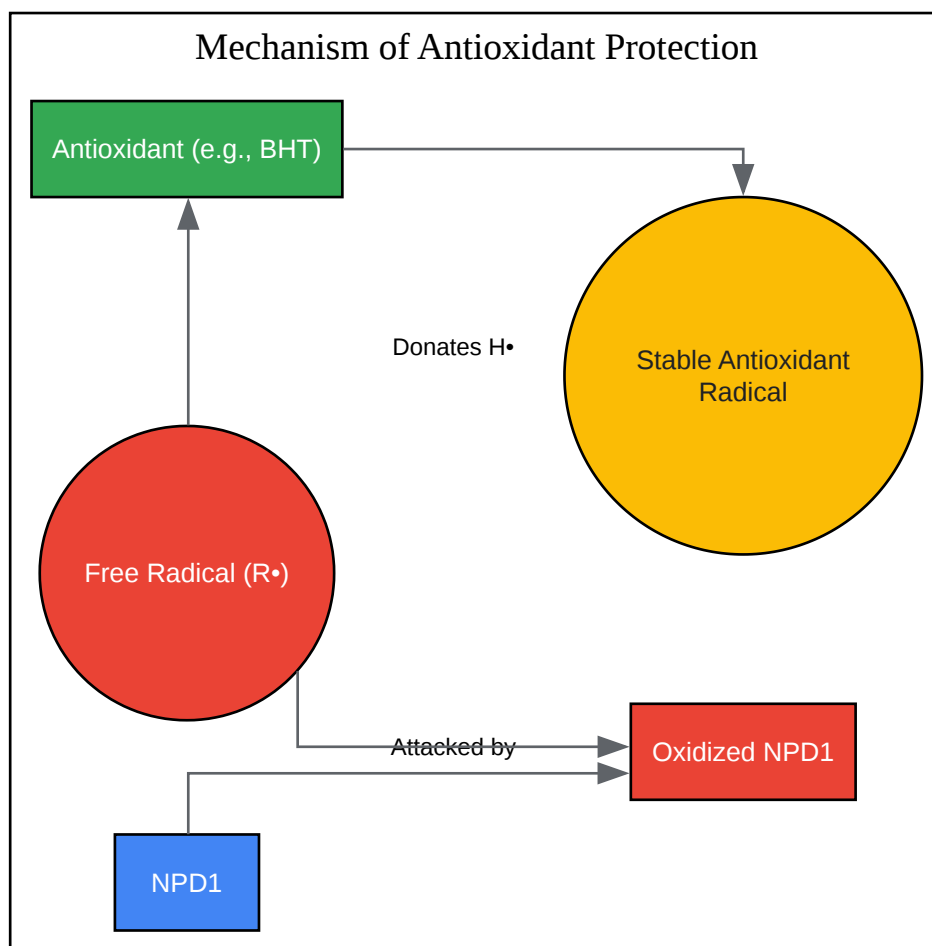 Mechanism of Antioxidant Protection
Antioxidant (e.g., BHT)
Donates H•
Stable Antioxidant
Radical
Free Radical (R•)
Attacked by
Oxidized NPD1
NPD1